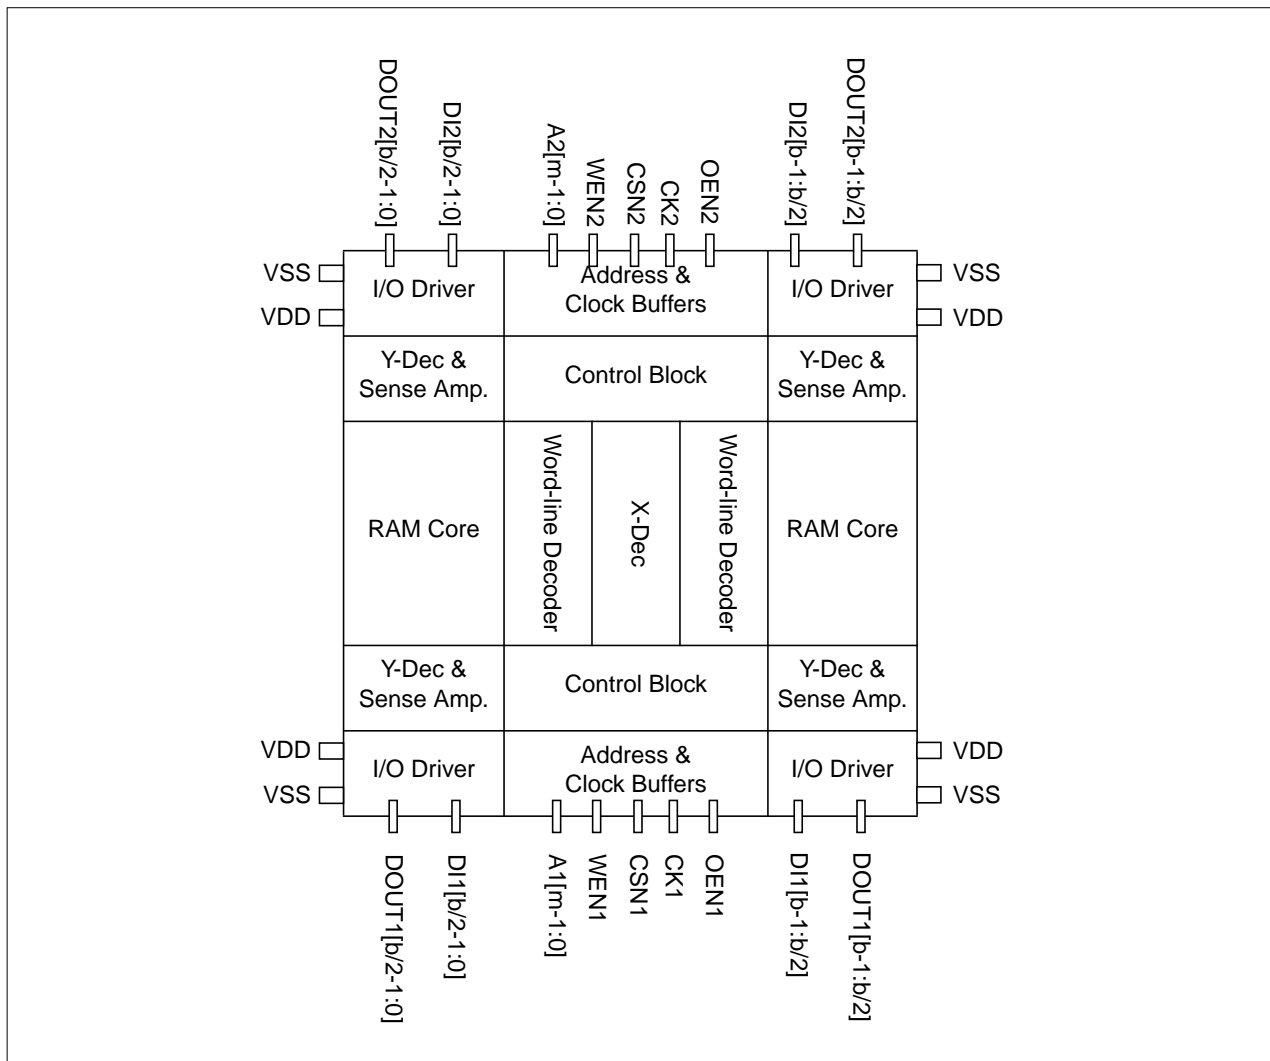 DOUT2[b/2-1:0]
DI2[b/2-1:0]
A2[m-1:0]
WEN2
CSN2
CK2
OEN2
DI2[b-1:b/2]
DOUT2[b-1:b/2]
VSS
I/O Driver
Address &
Clock Buffers
I/O Driver
VSS
VDD
VDD
Y-Dec &
Sense Amp.
Control Block
Y-Dec &
Sense Amp.
RAM Core
Word-line Decoder
X-Dec
Word-line Decoder
RAM Core
Y-Dec &
Sense Amp.
Control Block
Y-Dec &
Sense Amp.
VDD
I/O Driver
Address &
Clock Buffers
I/O Driver
VDD
VSS
VSS
DOUT1[b/2-1:0]
DI1[b/2-1:0]
A1[m-1:0]
WEN1
CSN1
CK1
OEN1
DI1[b-1:b/2]
DOUT1[b-1:b/2]